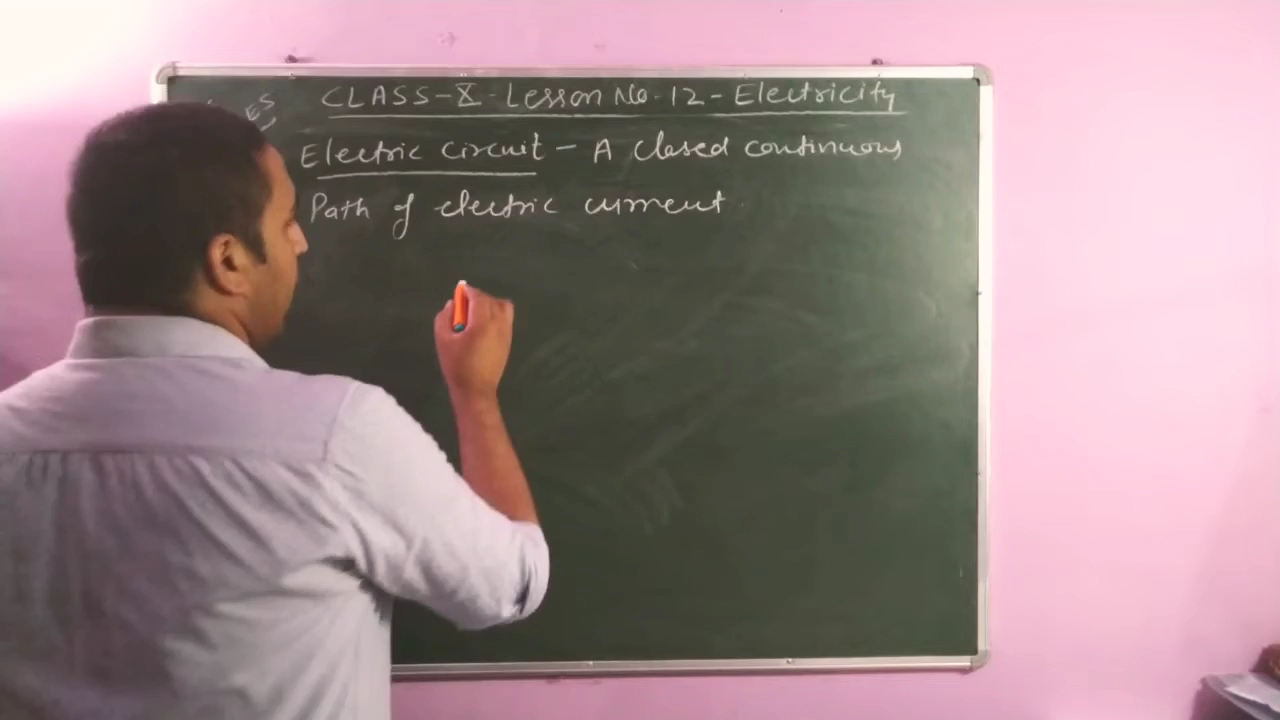 CLASS-X- Lesson No. 12 - Electricity
Electric circuit - A closed continuous
Path of electric current.